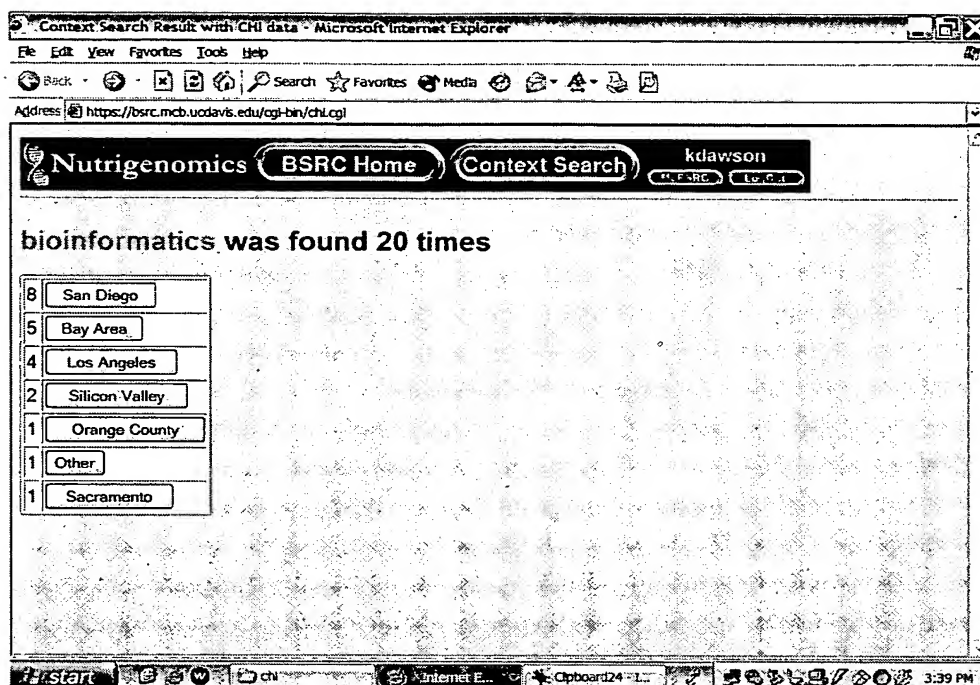 Context Search Result with CHI data - Microsoft Internet Explorer
File Edit View Favorites Tools Help
Back Search Favorites Media
Address https://bsrc.mcb.ucdavis.edu/cgi-bin/chi.cgi
Nutrigenomics BSRC Home Context Search kdawson
bioinformatics was found 20 times
8 San Diego
5 Bay Area
4 Los Angeles
2 Silicon Valley
1 Orange County
1 Other
1 Sacramento
start chi Internet E... Clipboard24 - 3:39 PM